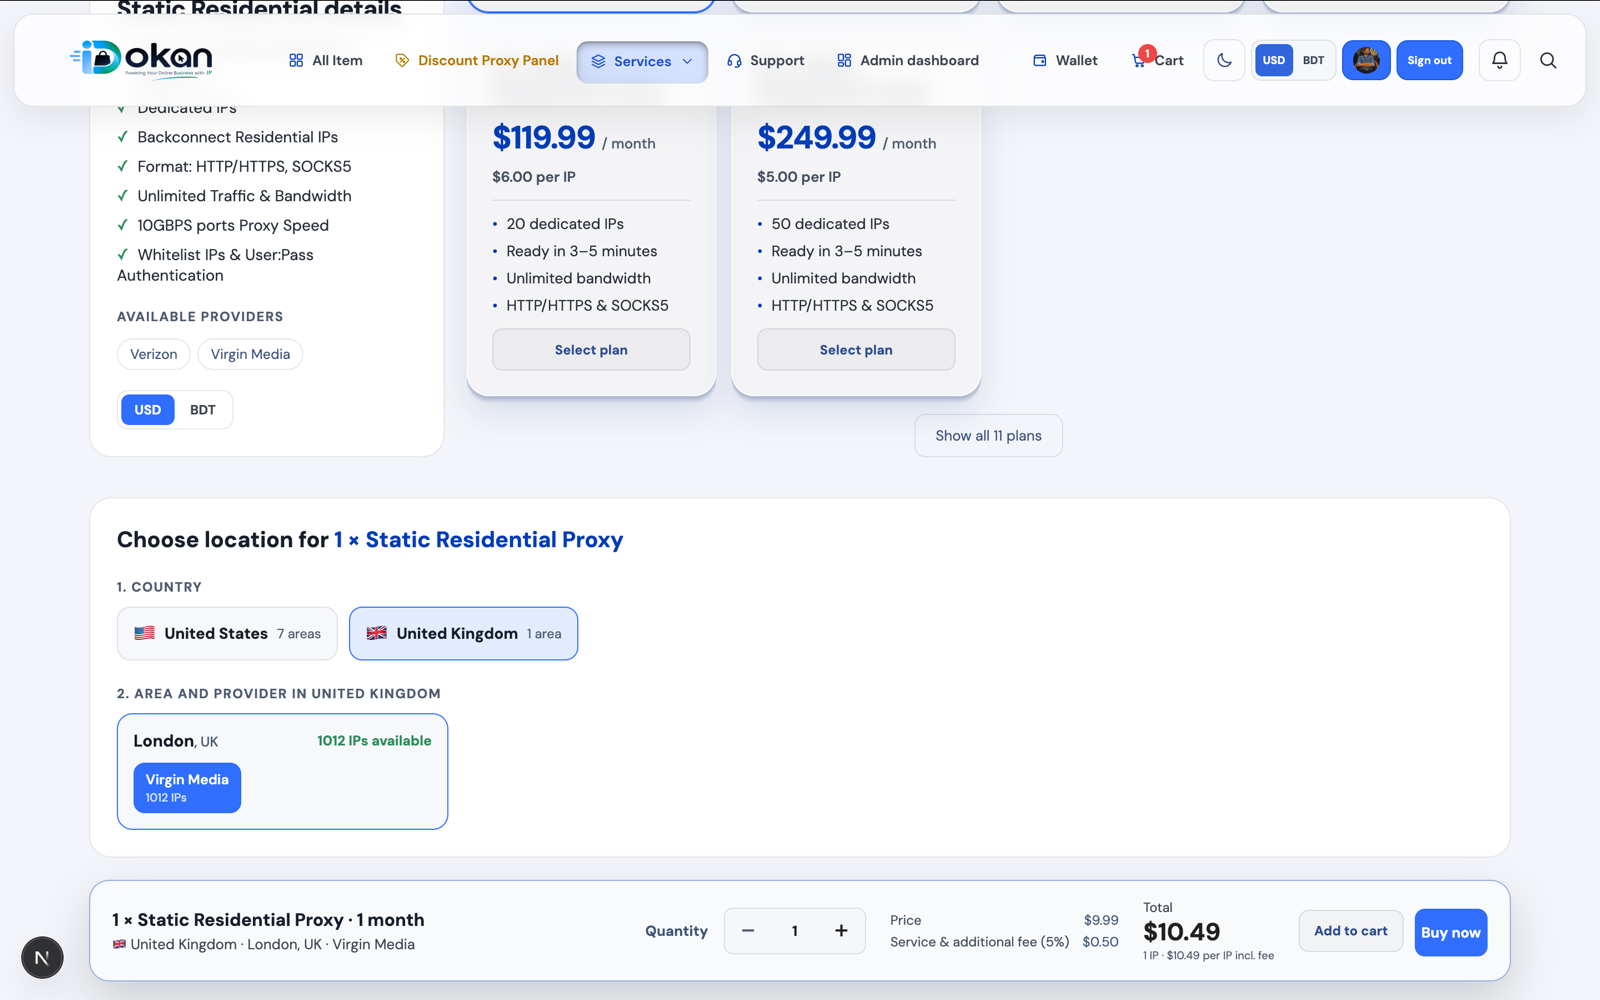 Static Residential details
iDokan
Powering Your Online Business with IP
All Item
Discount Proxy Panel
Services
Support
Admin dashboard
Wallet
1
Cart
USD
BDT
Sign out
✓ Dedicated IPs
✓ Backconnect Residential IPs
✓ Format: HTTP/HTTPS, SOCKS5
✓ Unlimited Traffic & Bandwidth
✓ 10GBPS ports Proxy Speed
✓ Whitelist IPs & User:Pass
Authentication
AVAILABLE PROVIDERS
Verizon
Virgin Media
USD
BDT
$119.99 / month
$6.00 per IP
• 20 dedicated IPs
• Ready in 3–5 minutes
• Unlimited bandwidth
• HTTP/HTTPS & SOCKS5
Select plan
$249.99 / month
$5.00 per IP
• 50 dedicated IPs
• Ready in 3–5 minutes
• Unlimited bandwidth
• HTTP/HTTPS & SOCKS5
Select plan
Show all 11 plans
Choose location for 1 × Static Residential Proxy
1. COUNTRY
United States 7 areas
United Kingdom 1 area
2. AREA AND PROVIDER IN UNITED KINGDOM
London, UK
1012 IPs available
Virgin Media
1012 IPs
1 × Static Residential Proxy · 1 month
United Kingdom · London, UK · Virgin Media
Quantity
− 1 +
Price $9.99
Service & additional fee (5%) $0.50
Total
$10.49
1 IP · $10.49 per IP incl. fee
Add to cart
Buy now
N